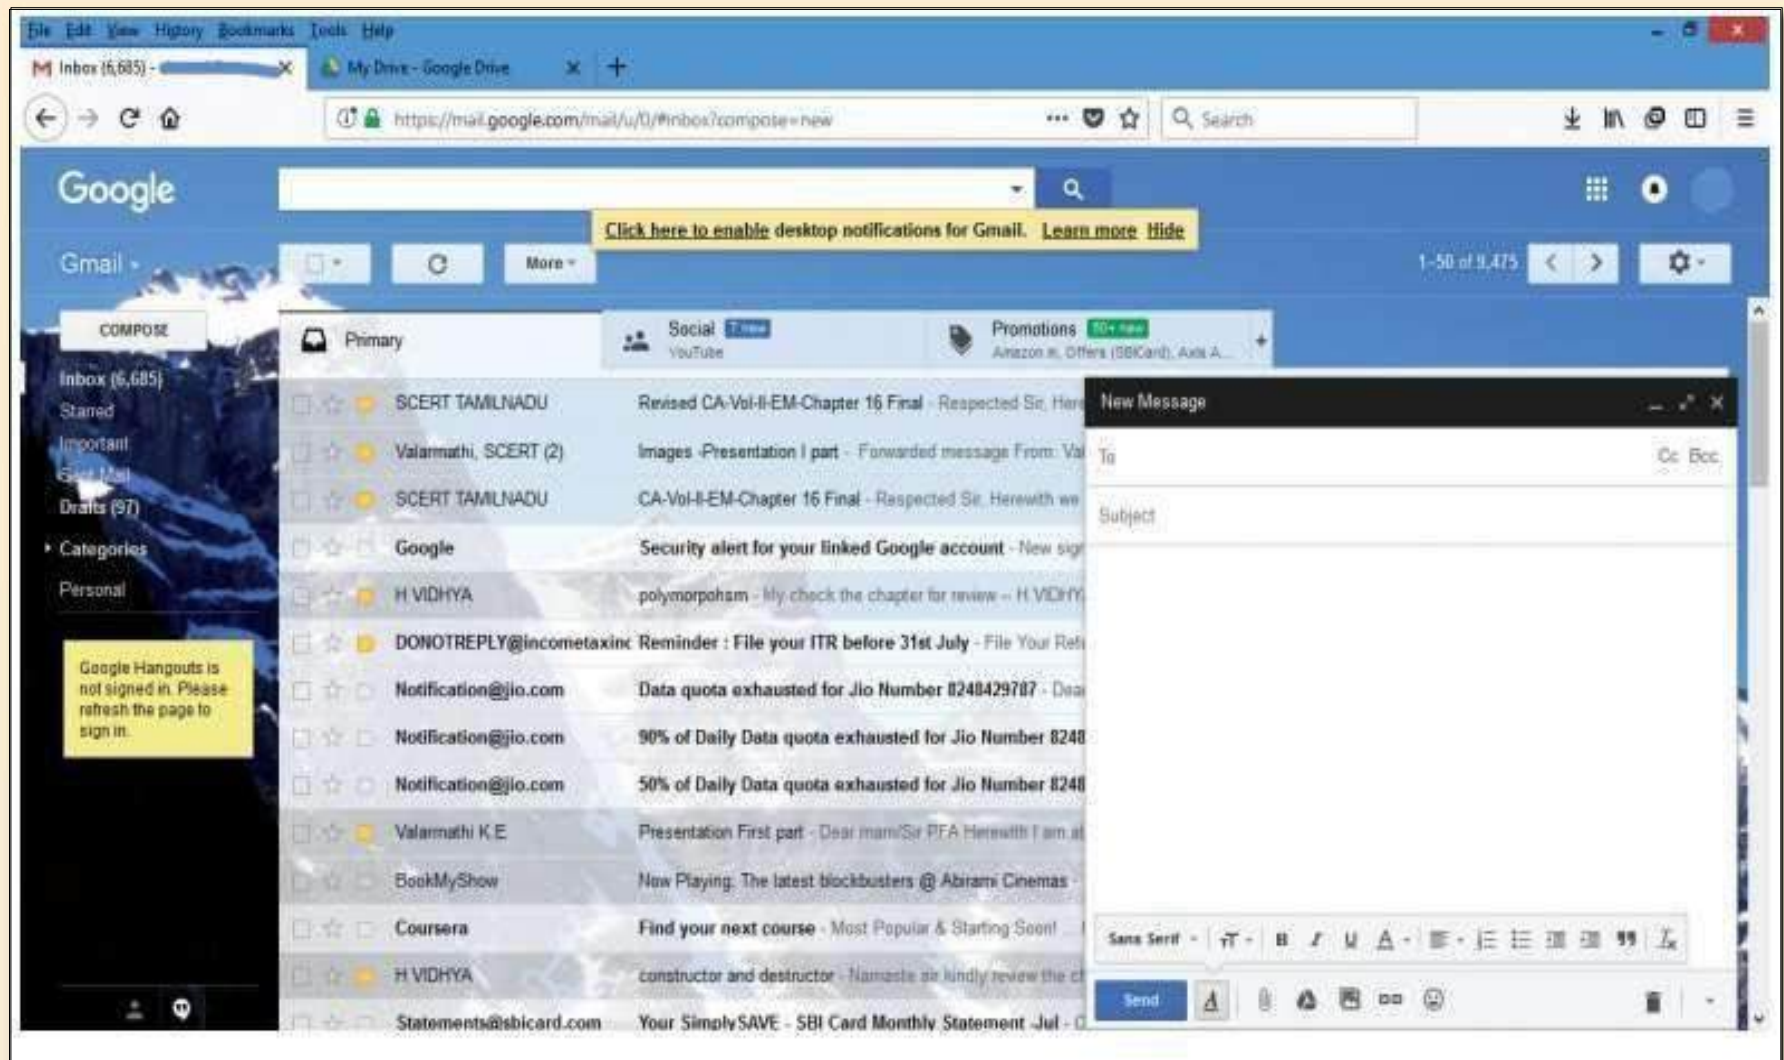 File Edit View History Bookmarks Tools Help
Inbox (6,685) - My Drive - Google Drive
https://mail.google.com/mail/u/0/#inbox?compose=new Search
Google
Click here to enable desktop notifications for Gmail. Learn more Hide
Gmail More 1-50 of 9,475
COMPOSE
Primary
Social 7 new
YouTube
Promotions 50+ new
Amazon.in, Offers (SBICard), Axis A...
Inbox (6,685)
Starred
Important
Sent Mail
Drafts (97)
Categories
Personal
Google Hangouts is
not signed in. Please
refresh the page to
sign in.
SCERT TAMILNADU Revised CA-Vol-II-EM-Chapter 16 Final - Respected Sir, Here
Valarmathi, SCERT (2) Images -Presentation I part - Forwarded message From: Val
SCERT TAMILNADU CA-Vol-II-EM-Chapter 16 Final - Respected Sir, Herewith we
Google Security alert for your linked Google account - New sign
H VIDHYA polymorpohsm - My check the chapter for review -- H VIDHY
DONOTREPLY@incometaxinc Reminder : File your ITR before 31st July - File Your Ret
Notification@jio.com Data quota exhausted for Jio Number 8248429787 - Dear
Notification@jio.com 90% of Daily Data quota exhausted for Jio Number 8248
Notification@jio.com 50% of Daily Data quota exhausted for Jio Number 8248
Valarmathi K.E Presentation First part - Dear mam/Sir PFA Herewith I am at
BookMyShow Now Playing: The latest blockbusters @ Abirami Cinemas -
Coursera Find your next course - Most Popular & Starting Soon! ...
H VIDHYA constructor and destructor - Namaste sir kindly review the ch
Statements@sbicard.com Your SimplySAVE - SBI Card Monthly Statement -Jul -
New Message
To Cc Bcc
Subject
Sans Serif
Send